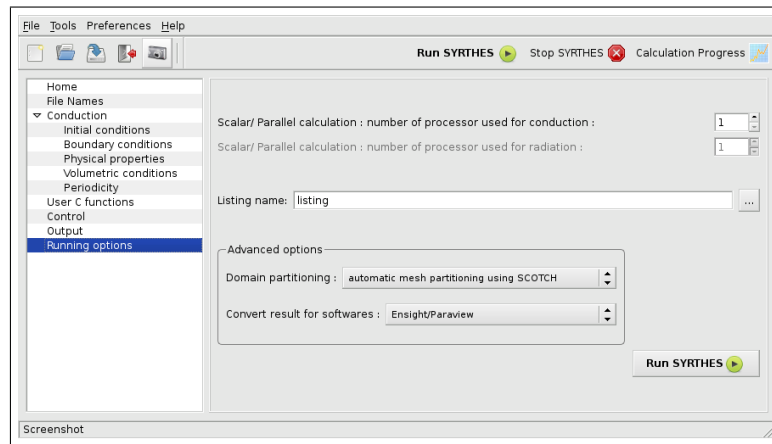 File Tools Preferences Help
Run SYRTHES Stop SYRTHES Calculation Progress
Home
File Names
Conduction
Initial conditions
Boundary conditions
Physical properties
Volumetric conditions
Periodicity
User C functions
Control
Output
Running options
Scalar/ Parallel calculation : number of processor used for conduction : 1
Scalar/ Parallel calculation : number of processor used for radiation : 1
Listing name: listing ...
Advanced options
Domain partitioning : automatic mesh partitioning using SCOTCH
Convert result for softwares : Ensight/Paraview
Run SYRTHES
Screenshot